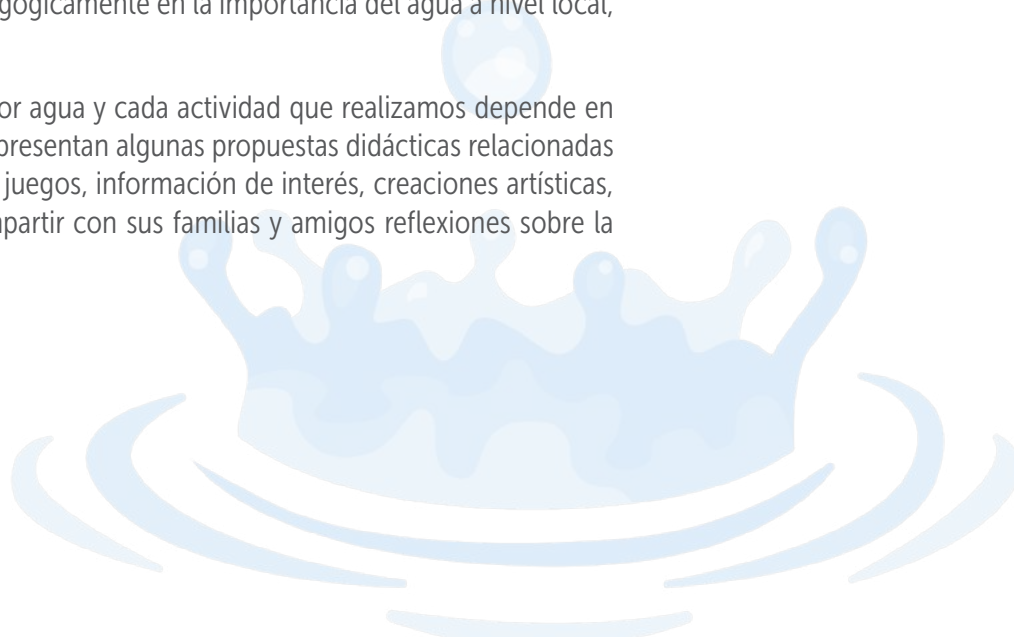 agógicamente en la importancia del agua a nivel local,
or agua y cada actividad que realizamos depende en
presentan algunas propuestas didácticas relacionadas
juegos, información de interés, creaciones artísticas,
partir con sus familias y amigos reflexiones sobre la